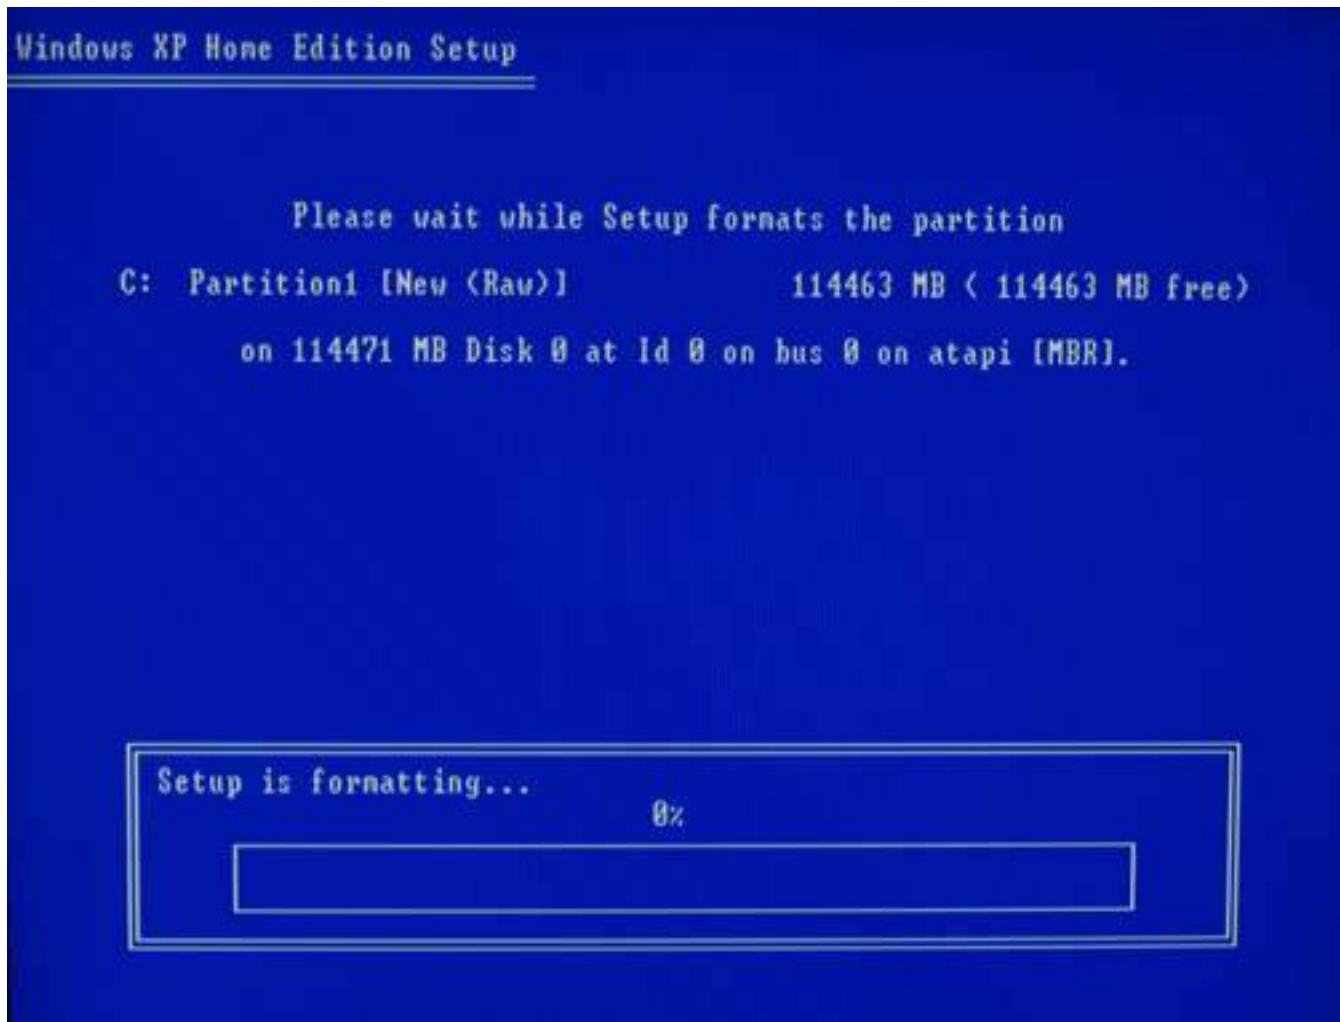 Windows XP Home Edition Setup
Please wait while Setup formats the partition
C: Partition1 [New (Raw)] 114463 MB ( 114463 MB free)
on 114471 MB Disk 0 at Id 0 on bus 0 on atapi [MBR].
Setup is formatting...
0%